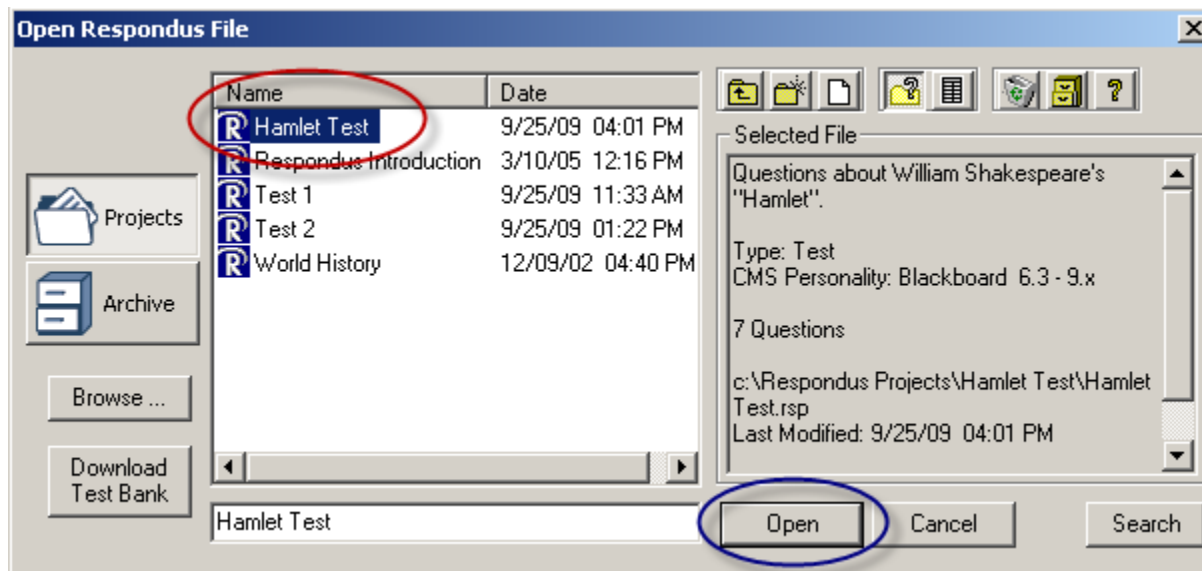 Open Respondus File
Name Date
Hamlet Test 9/25/09 04:01 PM
Respondus Introduction 3/10/05 12:16 PM
Test 1 9/25/09 11:33 AM
Test 2 9/25/09 01:22 PM
World History 12/09/02 04:40 PM
Projects
Archive
Browse ...
Download
Test Bank
Hamlet Test
Selected File
Questions about William Shakespeare's
"Hamlet".
Type: Test
CMS Personality: Blackboard 6.3 - 9.x
7 Questions
c:\Respondus Projects\Hamlet Test\Hamlet
Test.rsp
Last Modified: 9/25/09 04:01 PM
Open Cancel Search